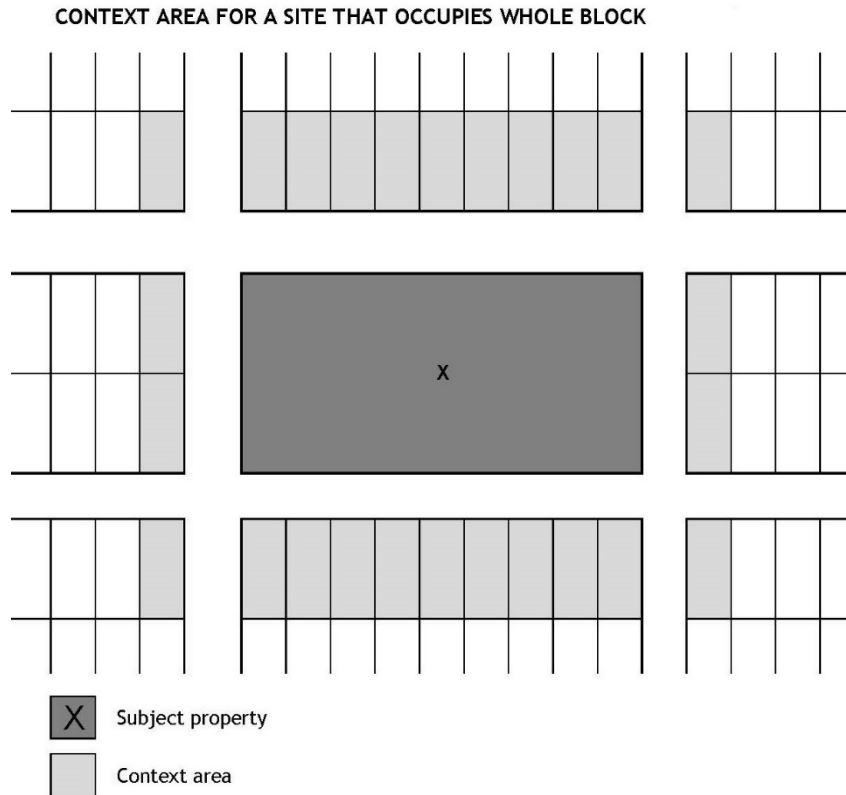 CONTEXT AREA FOR A SITE THAT OCCUPIES WHOLE BLOCK
X
X Subject property
Context area